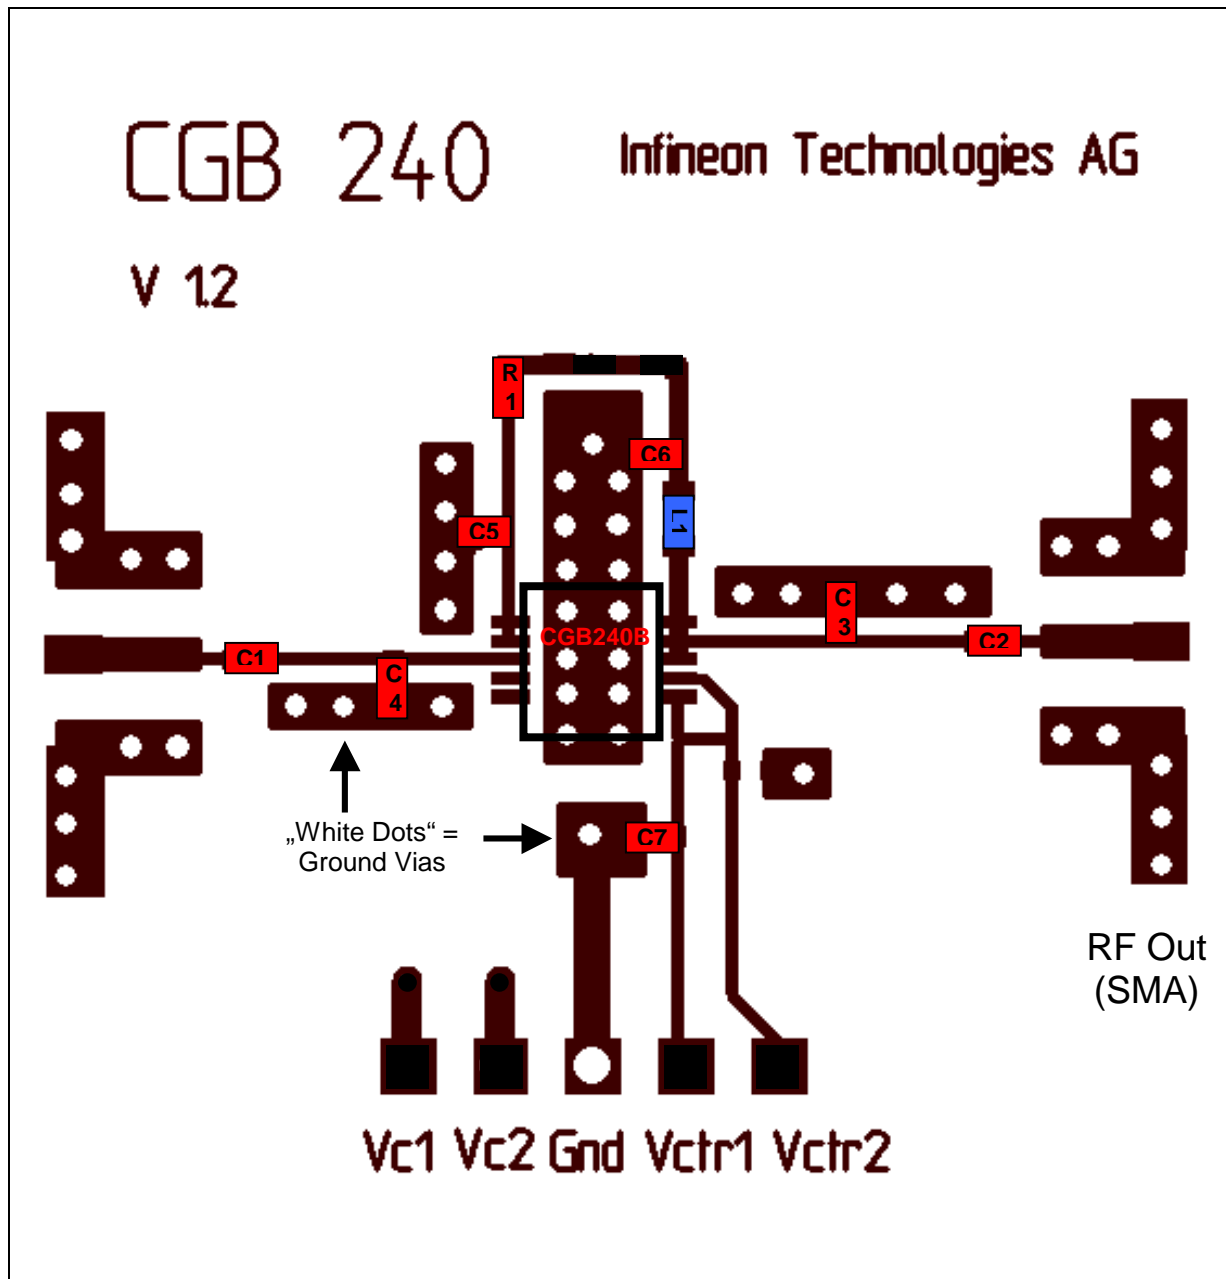 CGB 240
Infineon Technologies AG
V 1.2
R
1
C6
L1
C5
C
3
CGB240B
C1
C2
C
4
„White Dots“ =
Ground Vias
C7
RF Out
(SMA)
Vc1 Vc2 Gnd Vctr1 Vctr2